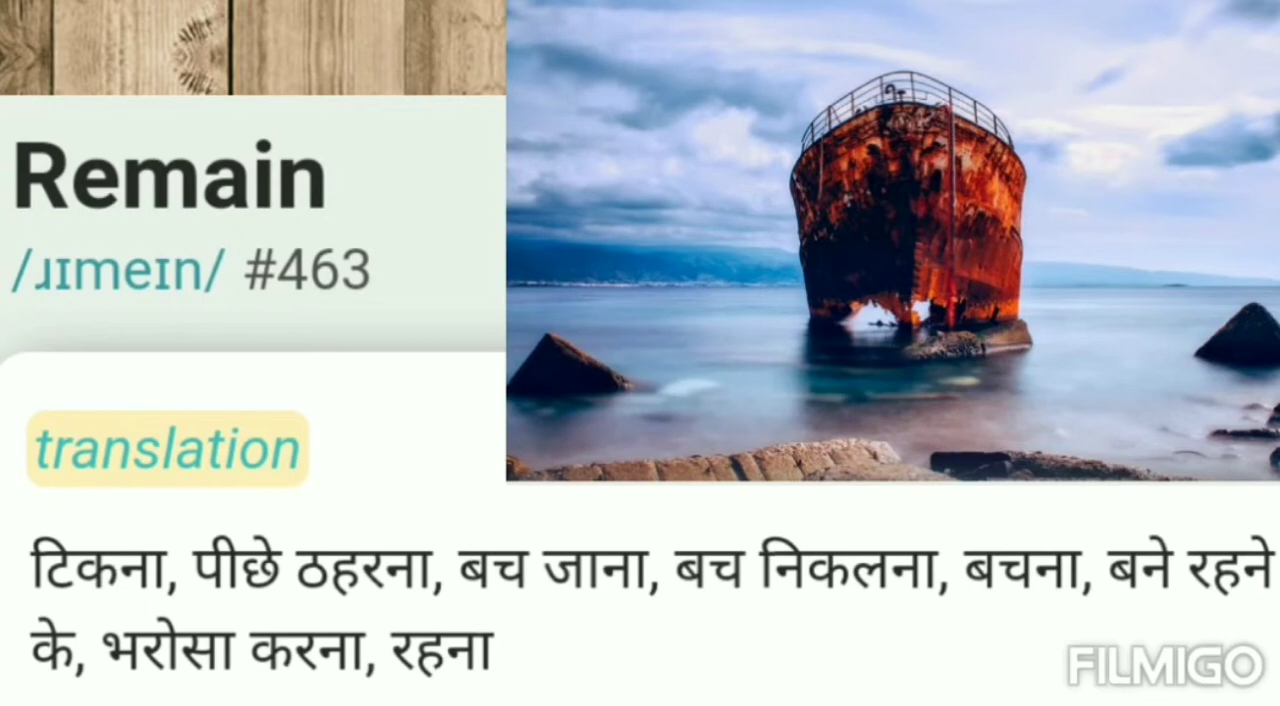 Remain
/ɹɪmeɪn/ #463
translation
टिकना, पीछे ठहरना, बच जाना, बच निकलना, बचना, बने रहने
के, भरोसा करना, रहना
FILMIGO